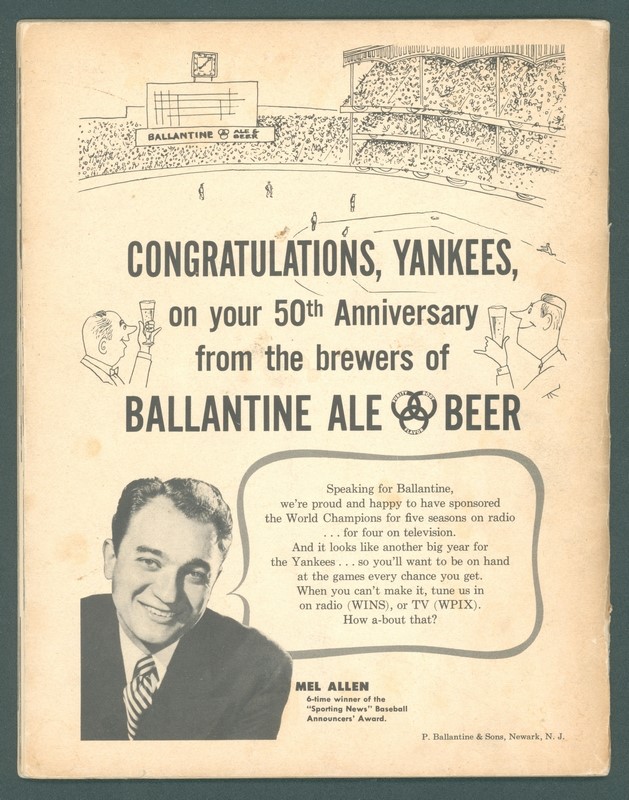 BALLANTINE ALE & BEER
CONGRATULATIONS, YANKEES,
on your 50th Anniversary
from the brewers of
BALLANTINE ALE BEER
PURITY BODY FLAVOR
Speaking for Ballantine,
we're proud and happy to have sponsored
the World Champions for five seasons on radio
. . . for four on television.
And it looks like another big year for
the Yankees . . . so you'll want to be on hand
at the games every chance you get.
When you can't make it, tune us in
on radio (WINS), or TV (WPIX).
How a-bout that?
MEL ALLEN
6-time winner of the
"Sporting News" Baseball
Announcers' Award.
P. Ballantine & Sons, Newark, N. J.